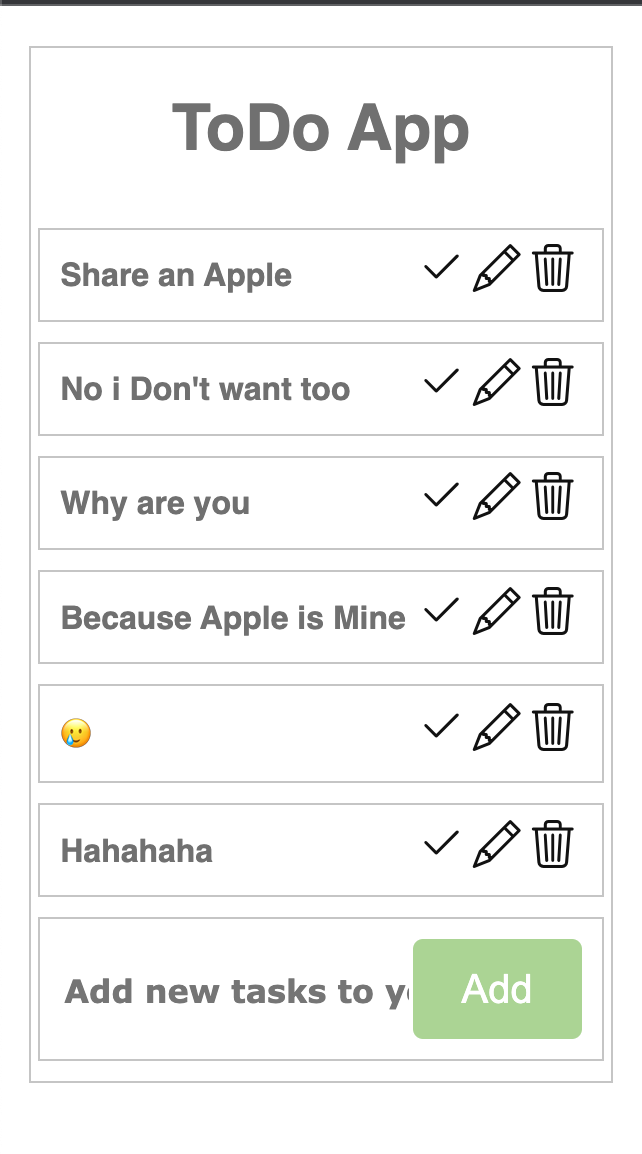 ToDo App
Share an Apple
No i Don't want too
Why are you
Because Apple is Mine
🥲
Hahahaha
Add new tasks to
Add